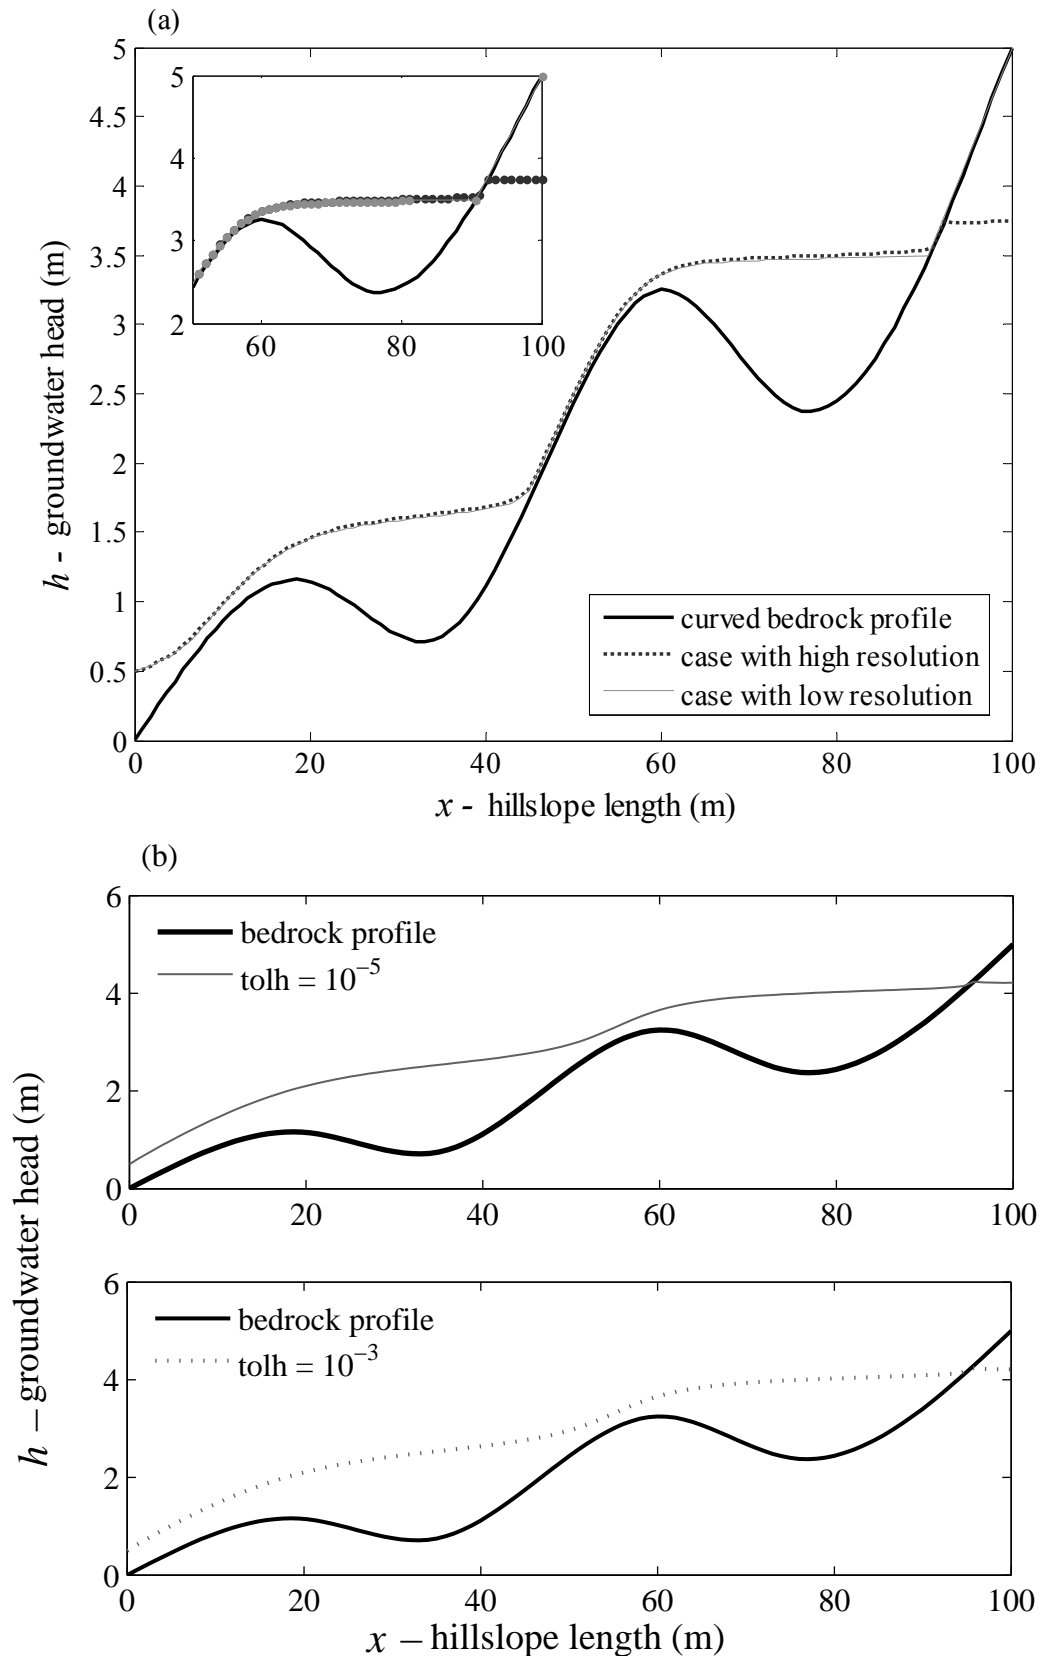 (a)
5
4.5
4
3.5
3
2.5
2
1.5
1
0.5
0
h - groundwater head (m)
5
4
3
2
60 80 100
curved bedrock profile
case with high resolution
case with low resolution
0 20 40 60 80 100
x - hillslope length (m)
(b)
6
4
2
0
bedrock profile
tolh = 10⁻⁵
0 20 40 60 80 100
h – groundwater head (m)
6
4
2
0
bedrock profile
tolh = 10⁻³
0 20 40 60 80 100
x – hillslope length (m)